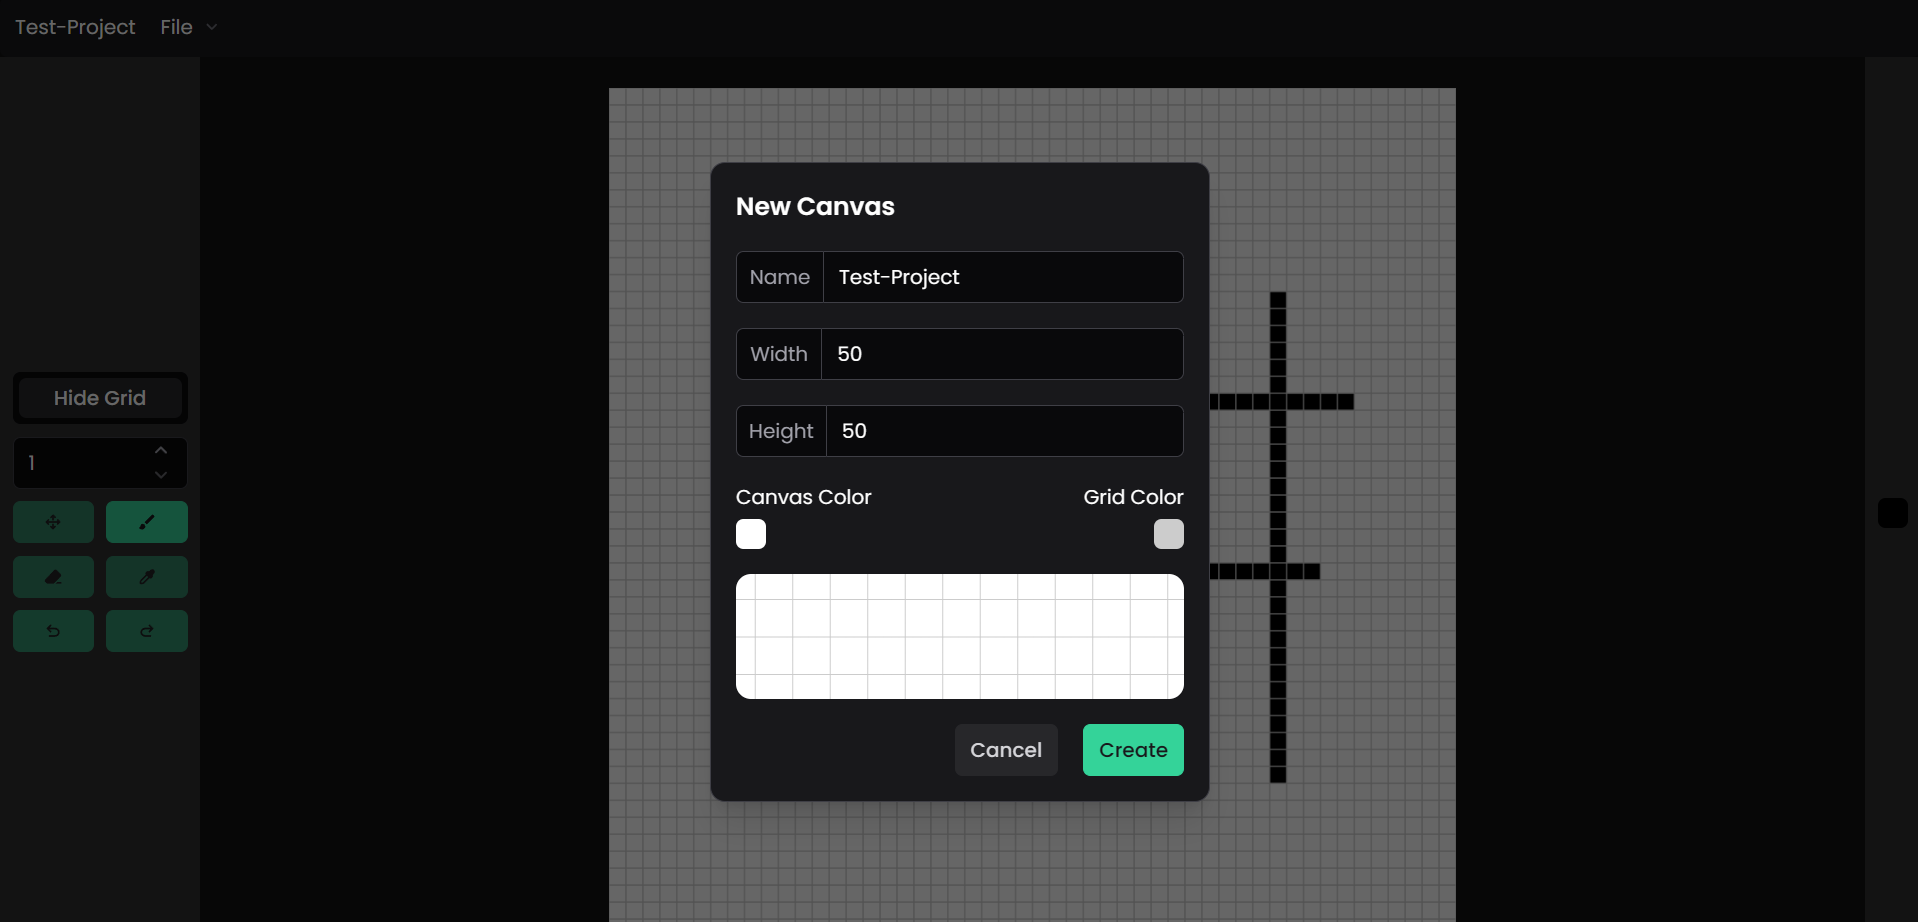 Test-Project File
New Canvas
Name Test-Project
Width 50
Height 50
Hide Grid
1
Canvas Color Grid Color
Cancel Create